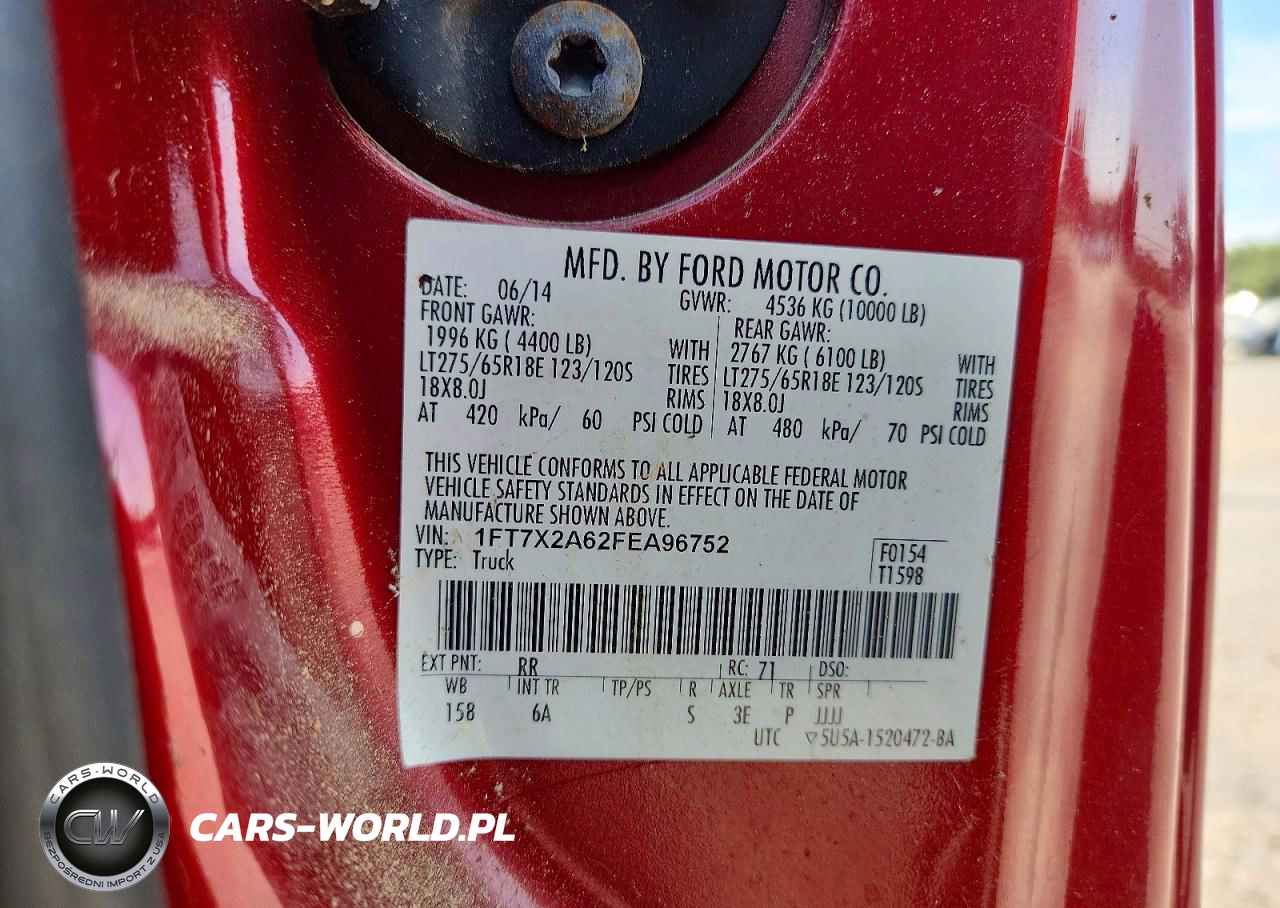 MFD. BY FORD MOTOR CO.
DATE: 06/14 GVWR: 4536 KG (10000 LB)
FRONT GAWR: REAR GAWR:
1996 KG ( 4400 LB) WITH 2767 KG ( 6100 LB) WITH
LT275/65R18E 123/120S TIRES LT275/65R18E 123/120S TIRES
18X8.0J RIMS 18X8.0J RIMS
AT 420 kPa/ 60 PSI COLD AT 480 kPa/ 70 PSI COLD
THIS VEHICLE CONFORMS TO ALL APPLICABLE FEDERAL MOTOR
VEHICLE SAFETY STANDARDS IN EFFECT ON THE DATE OF
MANUFACTURE SHOWN ABOVE.
VIN: 1FT7X2A62FEA96752
TYPE: Truck
F0154
T1598
EXT PNT: RR RC: 71 DSO:
WB INT TR TP/PS R AXLE TR SPR
158 6A S 3E P JJJJ
UTC ▽5U5A-1520472-BA
CARS-WORLD
CW
BEZPOŚREDNI IMPORT Z USA
CARS-WORLD.PL